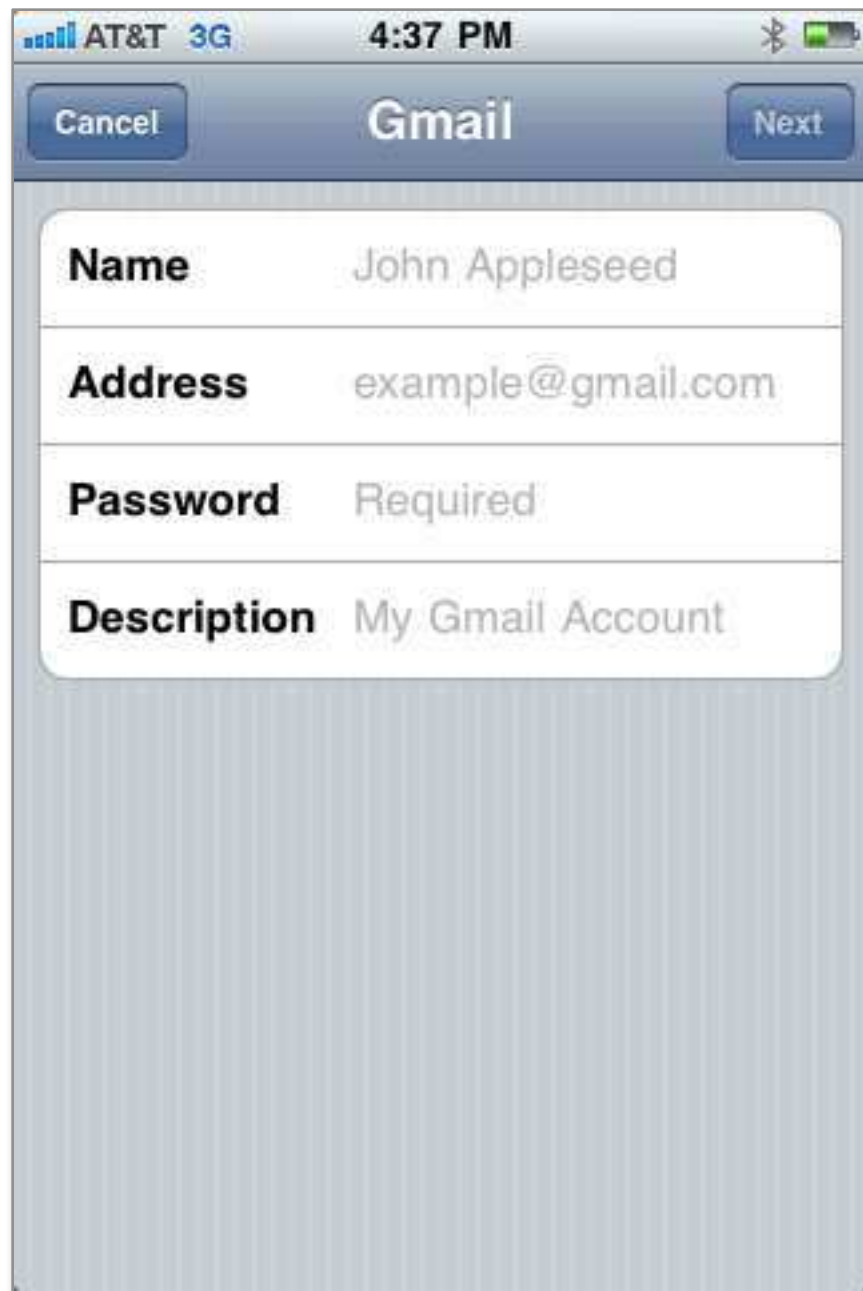 AT&T 3G 4:37 PM
Cancel Gmail Next
Name John Appleseed
Address example@gmail.com
Password Required
Description My Gmail Account